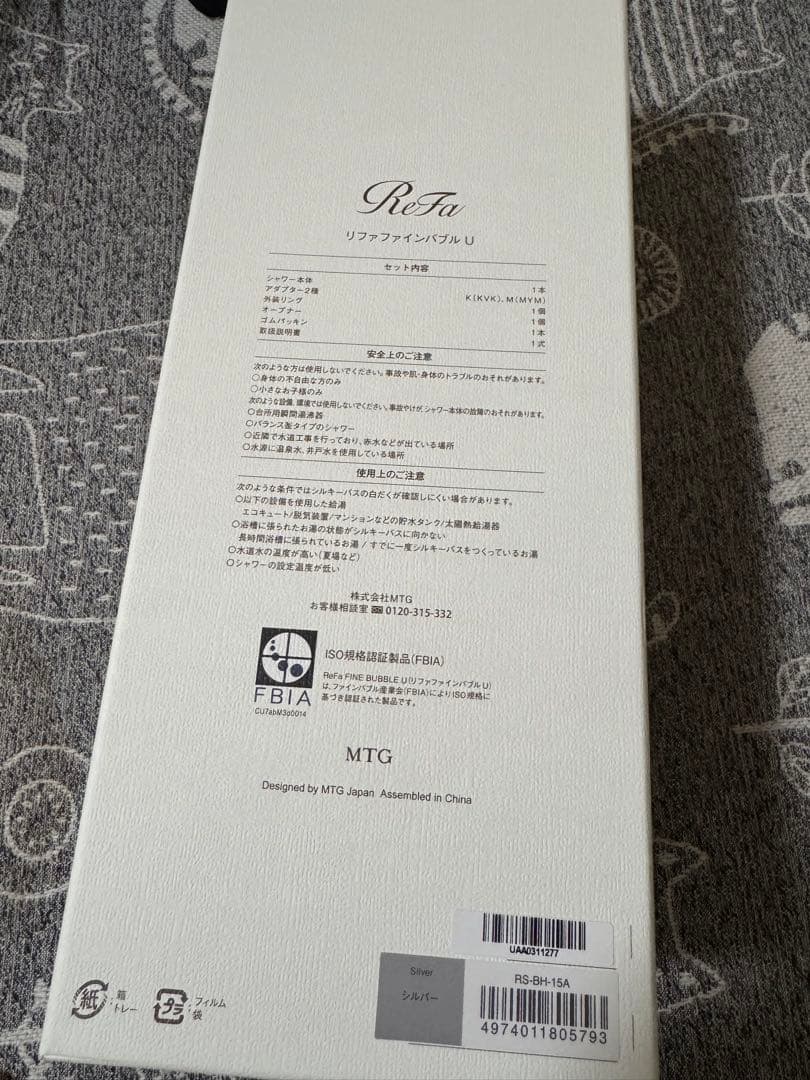 ReFa
リファファインバブル U
セット内容
シャワー本体 1本
アダプター2種 K(KVK)、M(MYM)
外装リング 1個
オープナー 1個
ゴムパッキン 1本
取扱説明書 1式
安全上のご注意
次のような方は使用しないでください。事故や肌・身体のトラブルのおそれがあります。
○身体の不自由な方のみ
○小さなお子様のみ
次のような設備、環境では使用しないでください。事故やけが、シャワー本体の故障のおそれがあります。
○台所用瞬間湯沸器
○バランス釜タイプのシャワー
○近隣で水道工事を行っており、赤水などが出ている場所
○水源に温泉水、井戸水を使用している場所
使用上のご注意
次のような条件ではシルキーバスの白だくが確認しにくい場合があります。
○以下の設備を使用した給湯
エコキュート/脱気装置/マンションなどの貯水タンク/太陽熱給湯器
○浴槽に張られたお湯の状態がシルキーバスに向かない
長時間浴槽に張られているお湯 / すでに一度シルキーバスをつくっているお湯
○水道水の温度が高い（夏場など）
○シャワーの設定温度が低い
株式会社MTG
お客様相談室 0120-315-332
FBIA
CU7abM3o0014
ISO規格認証製品(FBIA)
ReFa FINE BUBBLE U(リファファインバブル U)
は、ファインバブル産業会(FBIA)によりISO規格に
基づき認証された製品です。
MTG
Designed by MTG Japan Assembled in China
UAA0311277
Silver
シルバー
RS-BH-15A
4974011805793
紙 : 箱
トレー
プラ : フィルム
袋